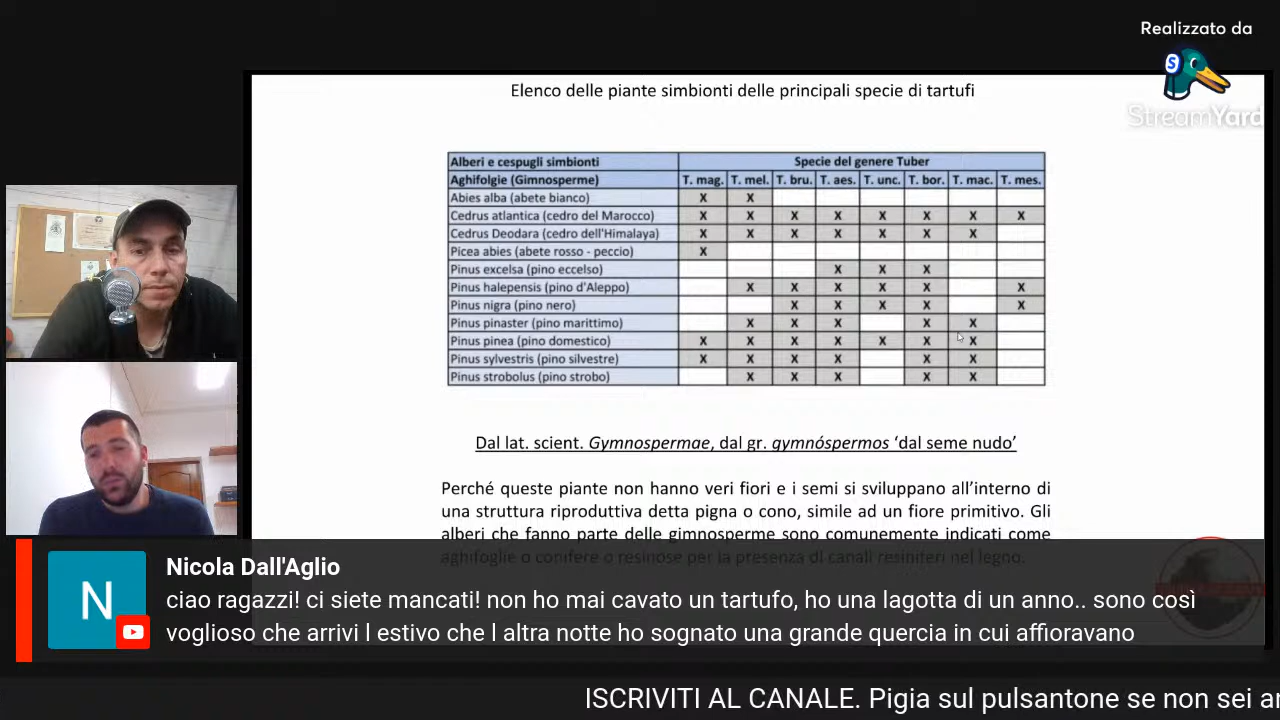 Realizzato da
StreamYard
Elenco delle piante simbionti delle principali specie di tartufi
Alberi e cespugli simbionti Specie del genere Tuber
Aghifolgie (Gimnosperme) T. mag. T. mel. T. bru. T. aes. T. unc. T. bor. T. mac. T. mes.
Abies alba (abete bianco) X X
Cedrus atlantica (cedro del Marocco) X X X X X X X X
Cedrus Deodara (cedro dell'Himalaya) X X X X X X X
Picea abies (abete rosso - peccio) X
Pinus excelsa (pino eccelso) X X X
Pinus halepensis (pino d'Aleppo) X X X X X X
Pinus nigra (pino nero) X X X X X
Pinus pinaster (pino marittimo) X X X X X
Pinus pinea (pino domestico) X X X X X X X
Pinus sylvestris (pino silvestre) X X X X X X
Pinus strobolus (pino strobo) X X X X X
Dal lat. scient. Gymnospermae, dal gr. gymnóspermos ‘dal seme nudo’
Perché queste piante non hanno veri fiori e i semi si sviluppano all’interno di
una struttura riproduttiva detta pigna o cono, simile ad un fiore primitivo. Gli
alberi che fanno parte delle gimnosperme sono comunemente indicati come
aghifoglie o conifere o resinose per la presenza di canali resiniferi nel legno.
N
Nicola Dall'Aglio
ciao ragazzi! ci siete mancati! non ho mai cavato un tartufo, ho una lagotta di un anno.. sono così
voglioso che arrivi l estivo che l altra notte ho sognato una grande quercia in cui affioravano
ISCRIVITI AL CANALE. Pigia sul pulsantone se non sei